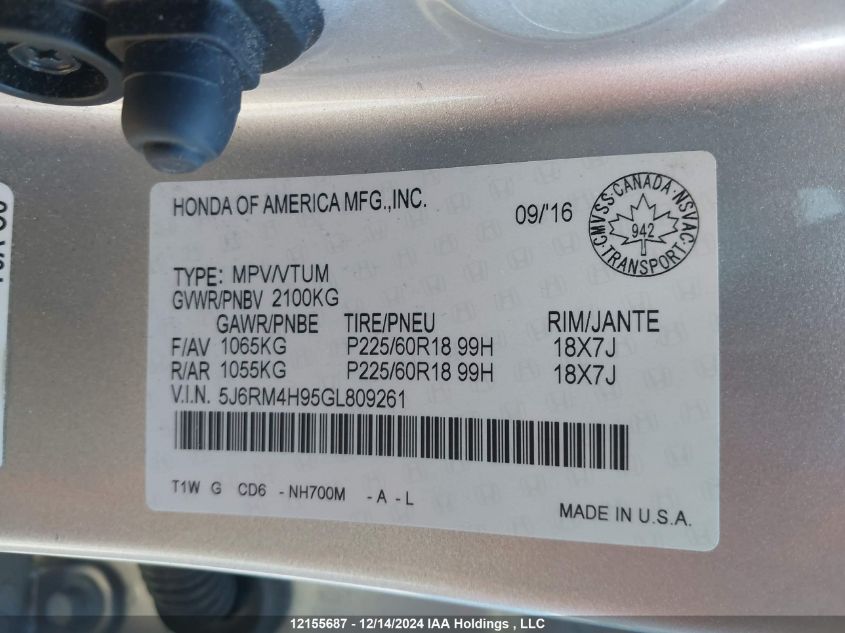 HONDA OF AMERICA MFG.,INC.
09/'16
CMVSS·CANADA·NSVAC
942
TRANSPORT
TYPE: MPV/VTUM
GVWR/PNBV 2100KG
GAWR/PNBE TIRE/PNEU RIM/JANTE
F/AV 1065KG P225/60R18 99H 18X7J
R/AR 1055KG P225/60R18 99H 18X7J
V.I.N. 5J6RM4H95GL809261
T1W G CD6 - NH700M - A - L
MADE IN U.S.A.
12155687 - 12/14/2024 IAA Holdings , LLC